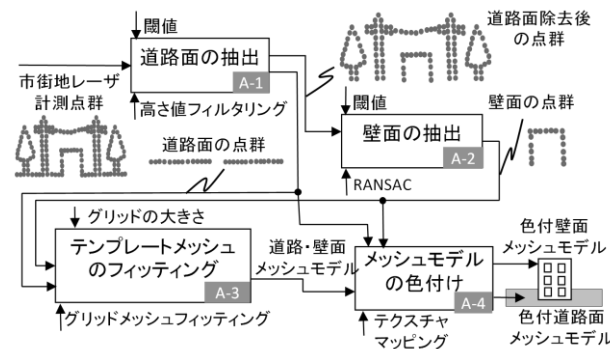 閾値
道路面の抽出
A-1
高さ値フィルタリング
市街地レーザ
計測点群
道路面の点群
道路面除去後
の点群
閾値
壁面の抽出
A-2
RANSAC
壁面の点群
グリッドの大きさ
テンプレートメッシュ
のフィッティング
A-3
グリッドメッシュフィッティング
道路・壁面
メッシュモデル
メッシュモデル
の色付け
A-4
テクスチャ
マッピング
色付壁面
メッシュモデル
色付道路面
メッシュモデル